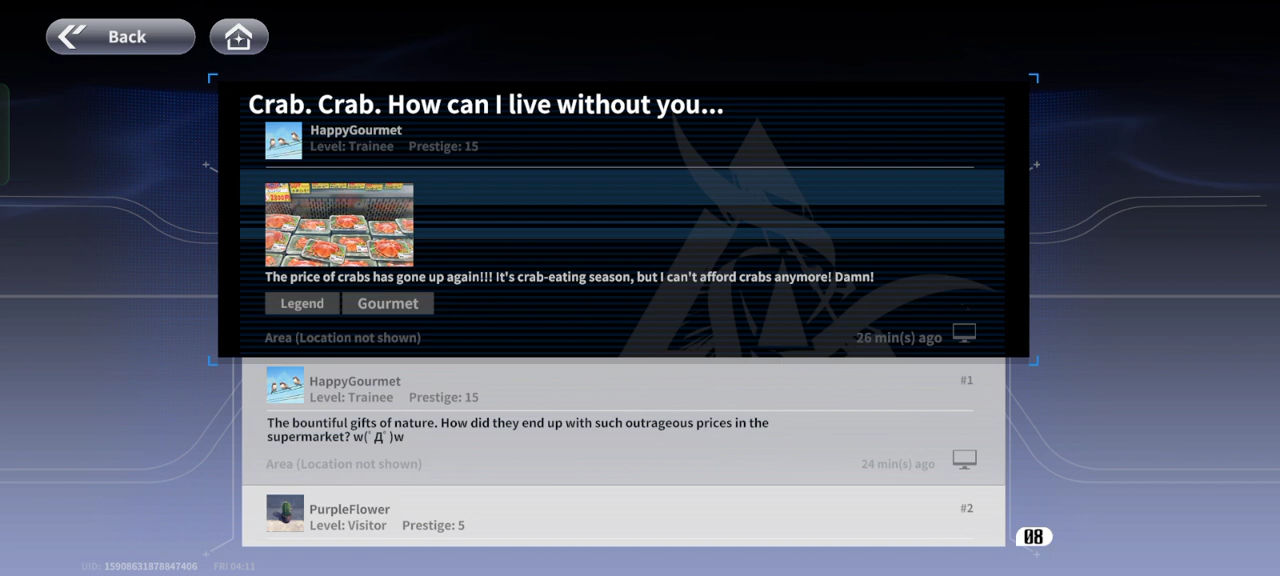 Back
Crab. Crab. How can I live without you...
HappyGourmet
Level: Trainee Prestige: 15
The price of crabs has gone up again!!! It's crab-eating season, but I can't afford crabs anymore! Damn!
Legend Gourmet
Area (Location not shown) 26 min(s) ago
HappyGourmet #1
Level: Trainee Prestige: 15
The bountiful gifts of nature. How did they end up with such outrageous prices in the
supermarket? w(ﾟДﾟ)w
Area (Location not shown) 24 min(s) ago
PurpleFlower #2
Level: Visitor Prestige: 5
08
UID: 15908631878847406 FRI 04:11